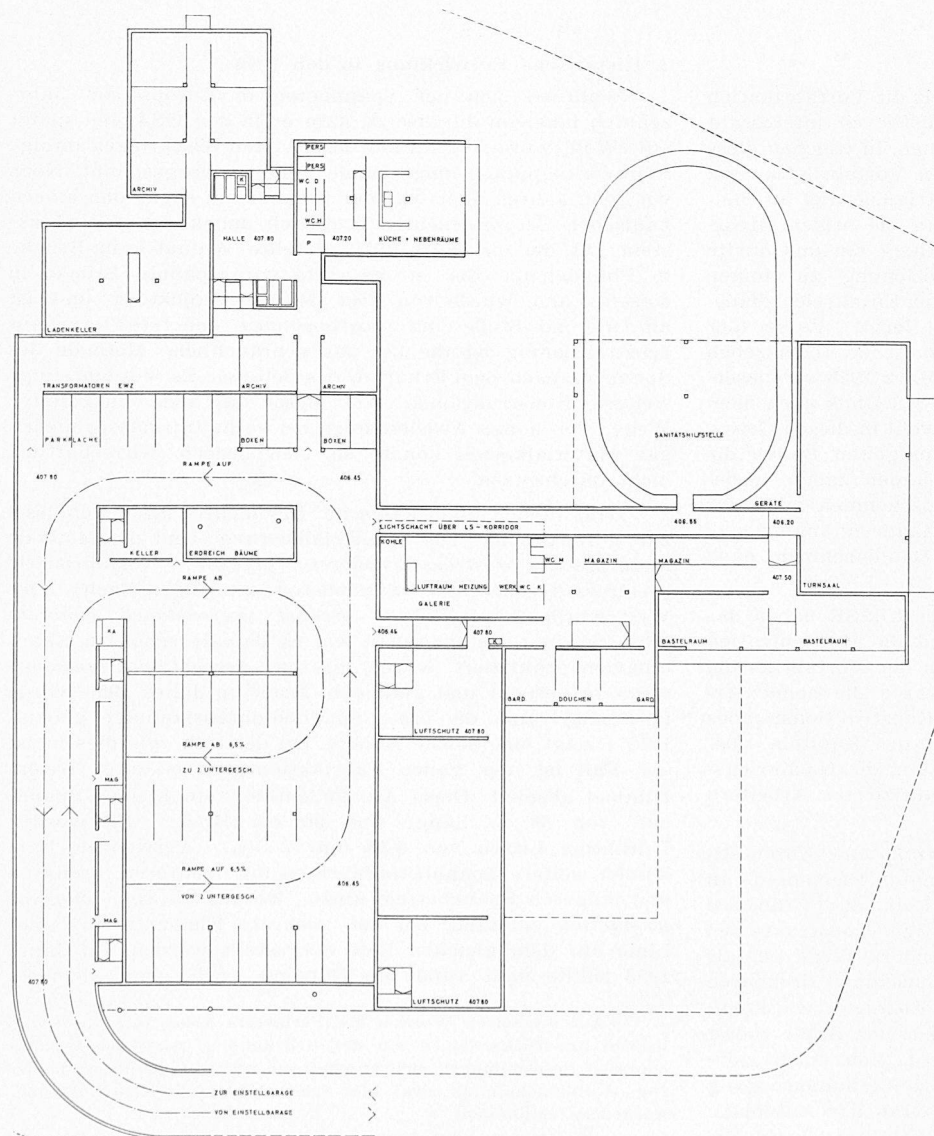 PERS
PERS
K
WC D
ARCHIV
WC H
HALLE 407.80
P
407.20
KÜCHE + NEBENRÄUME
LADENKELLER
TRANSFORMATOREN EWZ
ARCHIV
ARCHIV
PARKFLÄCHE
BOXEN
BOXEN
SANITÄTSHILFSTELLE
RAMPE AUF
407.80
406.45
GERÄTE
406.85
406.20
LICHTSCHACHT ÜBER LS-KORRIDOR
KOHLE
KELLER
ERDREICH BÄUME
WC M
MAGAZIN
MAGAZIN
RAMPE AB
LUFTRAUM HEIZUNG
WERK
W.C. K
407.50
TURNSAAL
GALERIE
KA
406.45
407.80
K
BASTELRAUM
BASTELRAUM
GARD
DOUCHEN
GARD
LUFTSCHUTZ 407.80
RAMPE AB 6,5%
ZU 2 UNTERGESCH.
MAG
RAMPE AUF 6,5%
406.45
VON 2 UNTERGESCH.
MAG
407.80
LUFTSCHUTZ 407.80
ZUR EINSTELLGARAGE
VON EINSTELLGARAGE